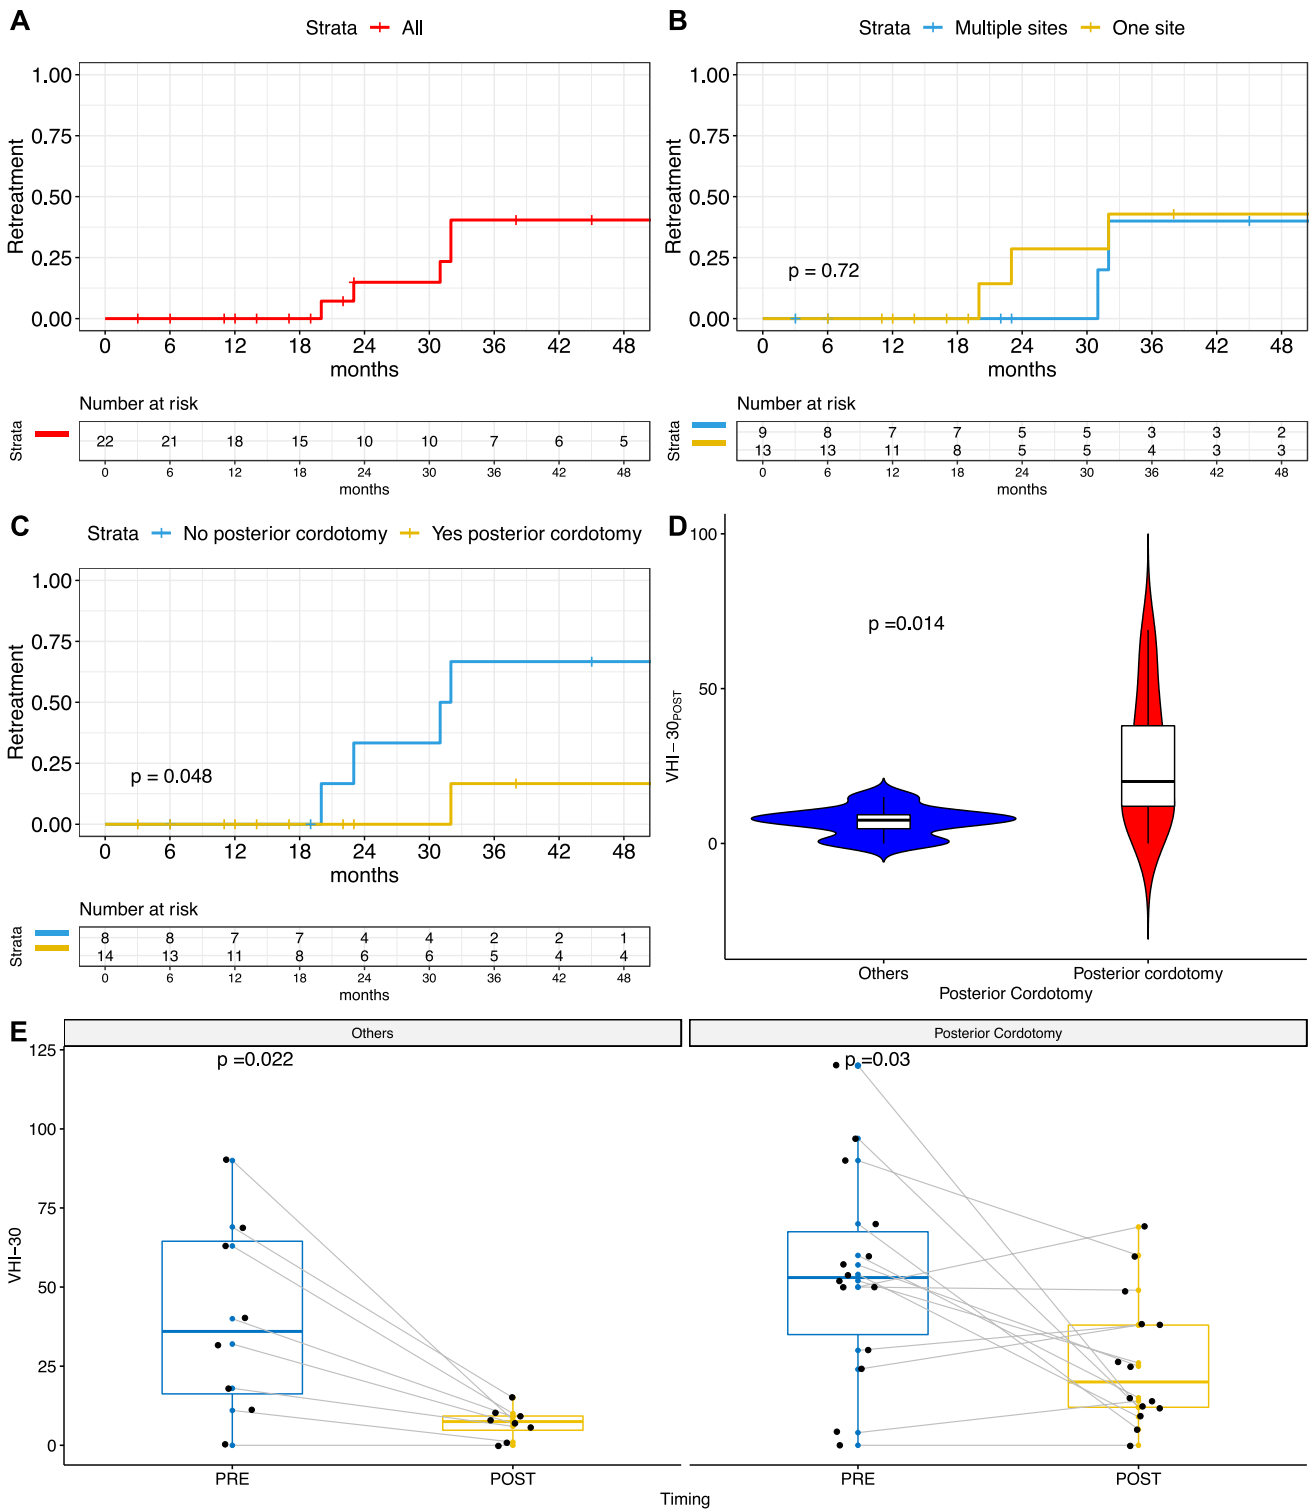 A
Strata All
1.00
0.75
0.50
0.25
0.00
Retreatment
0 6 12 18 24 30 36 42 48
months
Number at risk
Strata
22 21 18 15 10 10 7 6 5
0 6 12 18 24 30 36 42 48
months
B
Strata Multiple sites One site
1.00
0.75
0.50
0.25
0.00
Retreatment
p = 0.72
0 6 12 18 24 30 36 42 48
months
Number at risk
Strata
9 8 7 7 5 5 3 3 2
13 13 11 8 5 5 4 3 3
0 6 12 18 24 30 36 42 48
months
C
Strata No posterior cordotomy Yes posterior cordotomy
1.00
0.75
0.50
0.25
0.00
Retreatment
p = 0.048
0 6 12 18 24 30 36 42 48
months
Number at risk
Strata
8 8 7 7 4 4 2 2 1
14 13 11 8 6 6 5 4 4
0 6 12 18 24 30 36 42 48
months
D
100
50
0
VHI−30POST
p =0.014
Others Posterior cordotomy
Posterior Cordotomy
E
Others Posterior Cordotomy
125
100
75
50
25
0
VHI−30
p =0.022 p =0.03
PRE POST PRE POST
Timing